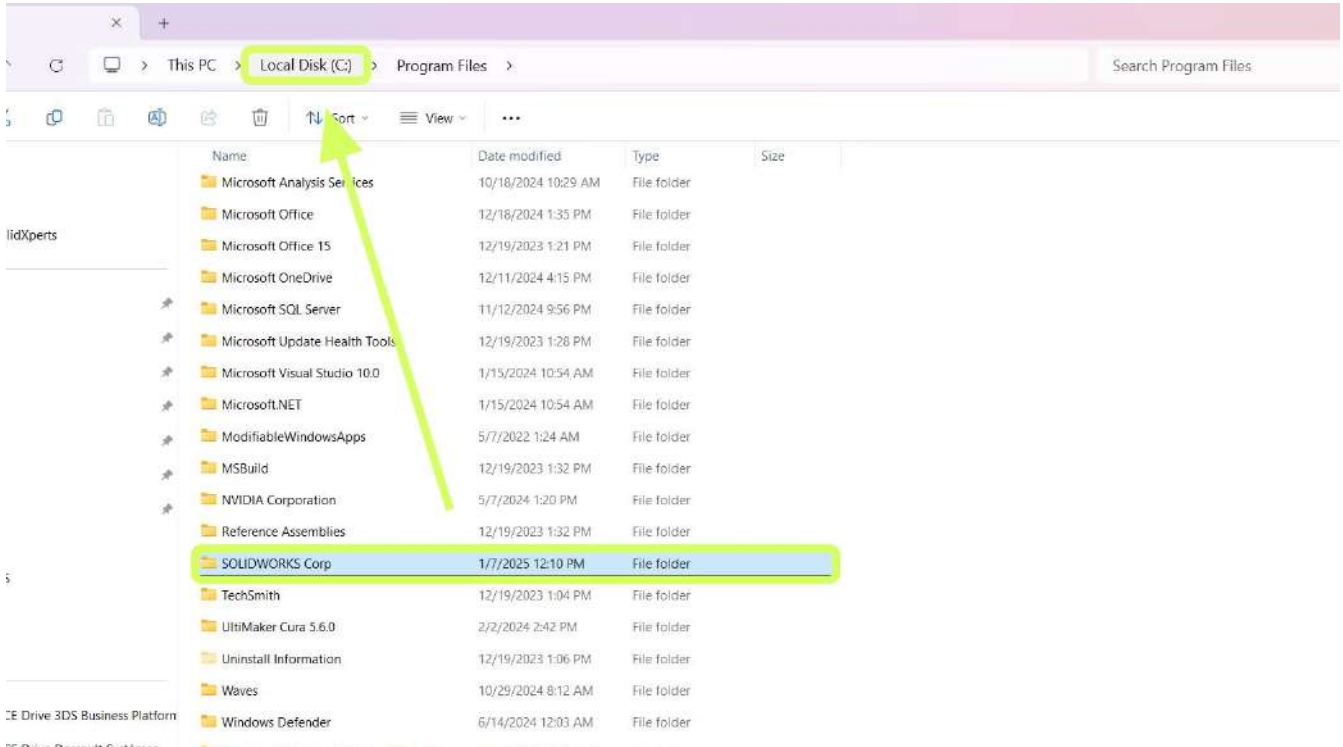 This PC > Local Disk (C:) > Program Files >
Search Program Files
Sort
View
Name Date modified Type Size
Microsoft Analysis Services 10/18/2024 10:29 AM File folder
Microsoft Office 12/18/2024 1:35 PM File folder
lidXperts
Microsoft Office 15 12/19/2023 1:21 PM File folder
Microsoft OneDrive 12/11/2024 4:15 PM File folder
Microsoft SQL Server 11/12/2024 9:56 PM File folder
Microsoft Update Health Tools 12/19/2023 1:28 PM File folder
Microsoft Visual Studio 10.0 1/15/2024 10:54 AM File folder
Microsoft.NET 1/15/2024 10:54 AM File folder
ModifiableWindowsApps 5/7/2022 1:24 AM File folder
MSBuild 12/19/2023 1:32 PM File folder
NVIDIA Corporation 5/7/2024 1:20 PM File folder
Reference Assemblies 12/19/2023 1:32 PM File folder
SOLIDWORKS Corp 1/7/2025 12:10 PM File folder
s
TechSmith 12/19/2023 1:04 PM File folder
UltiMaker Cura 5.6.0 2/2/2024 2:42 PM File folder
Uninstall Information 12/19/2023 1:06 PM File folder
Waves 10/29/2024 8:12 AM File folder
CE Drive 3DS Business Platform
Windows Defender 6/14/2024 12:03 AM File folder